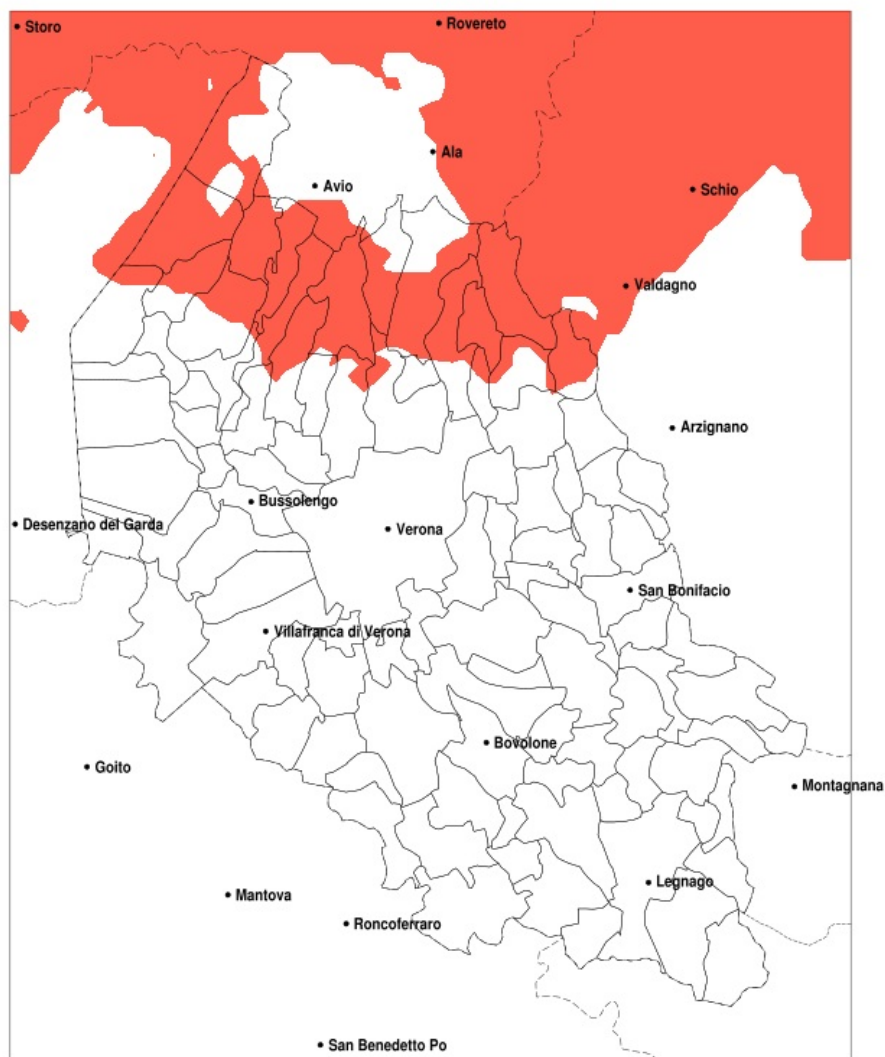 Storo
Rovereto
Ala
Avio
Schio
Valdagno
Arzignano
Bussolengo
Desenzano del Garda
Verona
San Bonifacio
Villafranca di Verona
Bovolone
Goito
Montagnana
Legnago
Mantova
Roncoferraro
San Benedetto Po